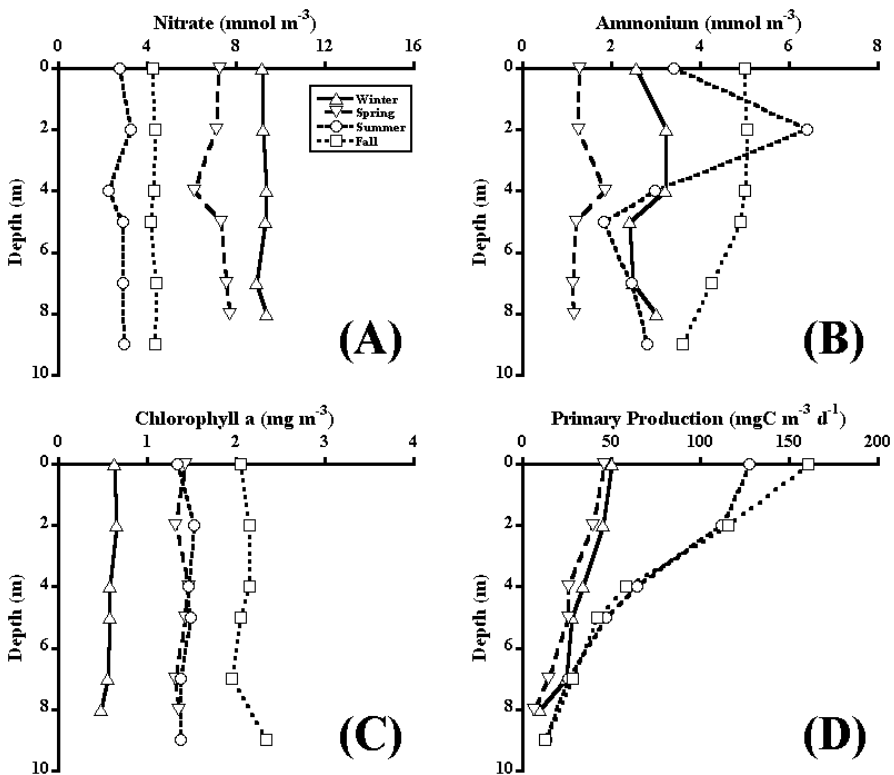 Nitrate (mmol m-3)
0 4 8 12 16
Depth (m)
0
2
4
6
8
10
Winter
Spring
Summer
Fall
(A)
Ammonium (mmol m-3)
0 2 4 6 8
Depth (m)
0
2
4
6
8
10
(B)
Chlorophyll a (mg m-3)
0 1 2 3 4
Depth (m)
0
2
4
6
8
10
(C)
Primary Production (mgC m-3 d-1)
0 50 100 150 200
Depth (m)
0
2
4
6
8
10
(D)